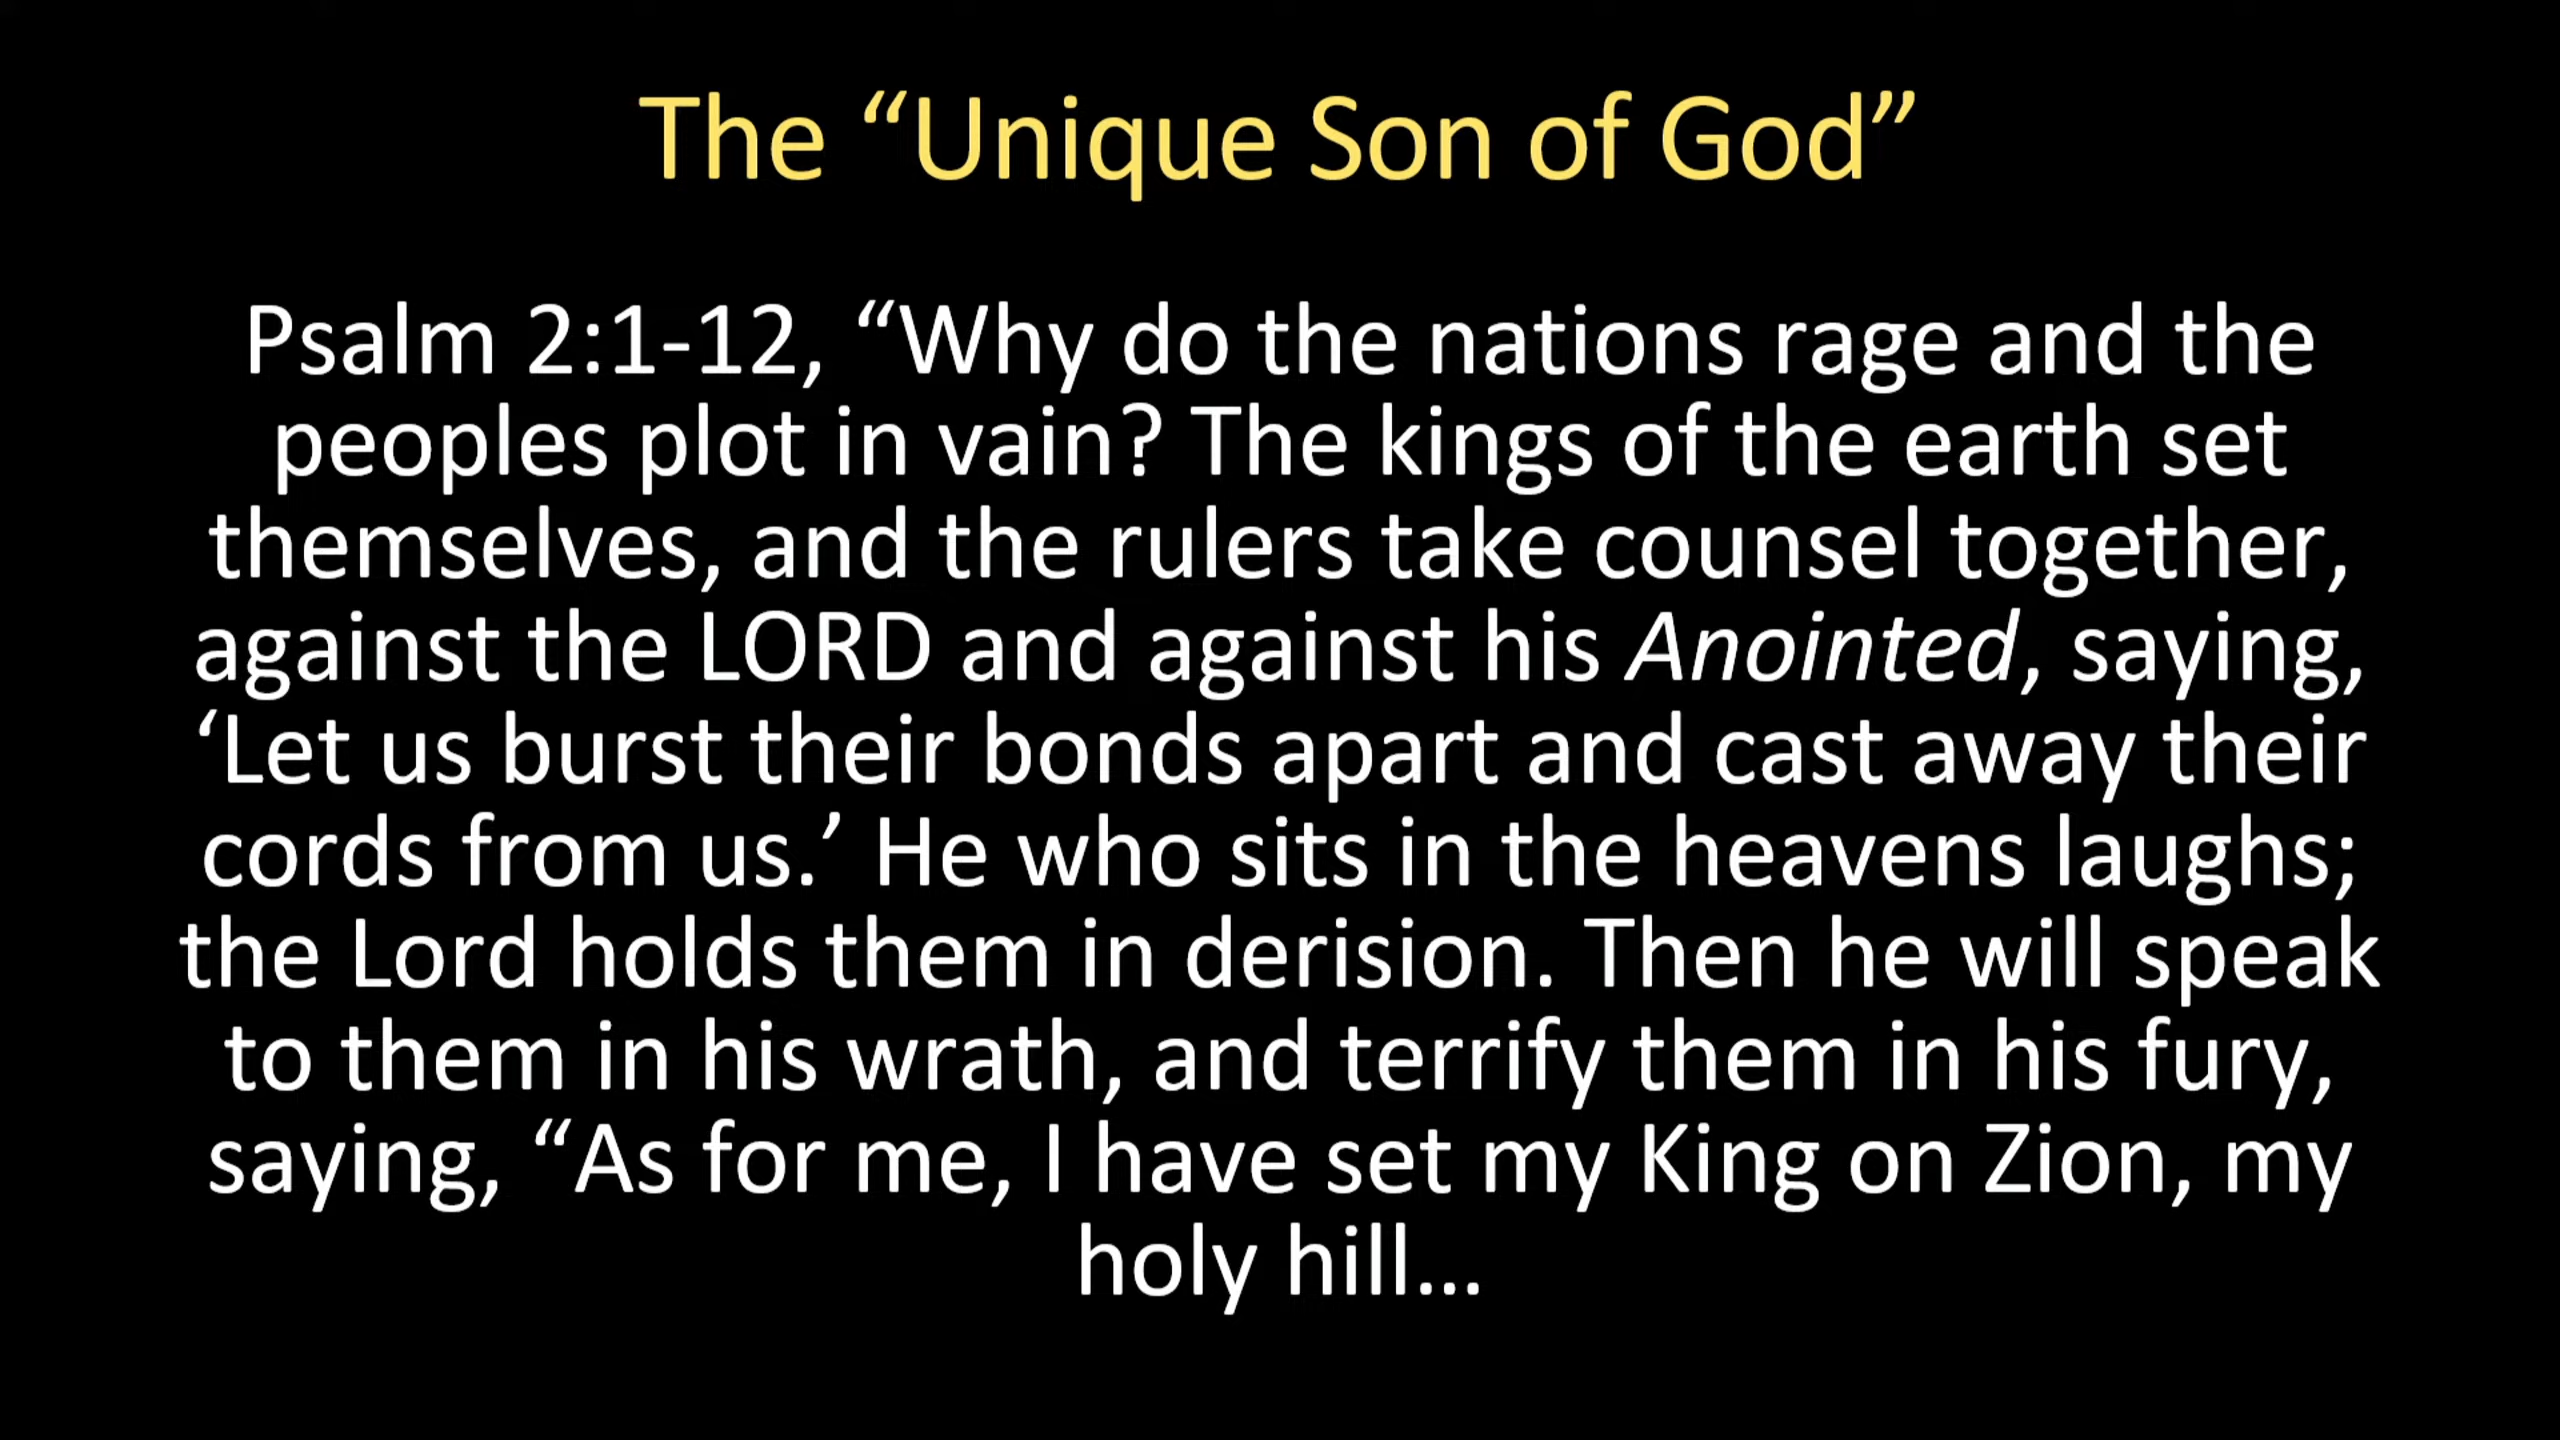 The “Unique Son of God”
Psalm 2:1-12, “Why do the nations rage and the
peoples plot in vain? The kings of the earth set
themselves, and the rulers take counsel together,
against the LORD and against his Anointed, saying,
‘Let us burst their bonds apart and cast away their
cords from us.’ He who sits in the heavens laughs;
the Lord holds them in derision. Then he will speak
to them in his wrath, and terrify them in his fury,
saying, “As for me, I have set my King on Zion, my
holy hill…